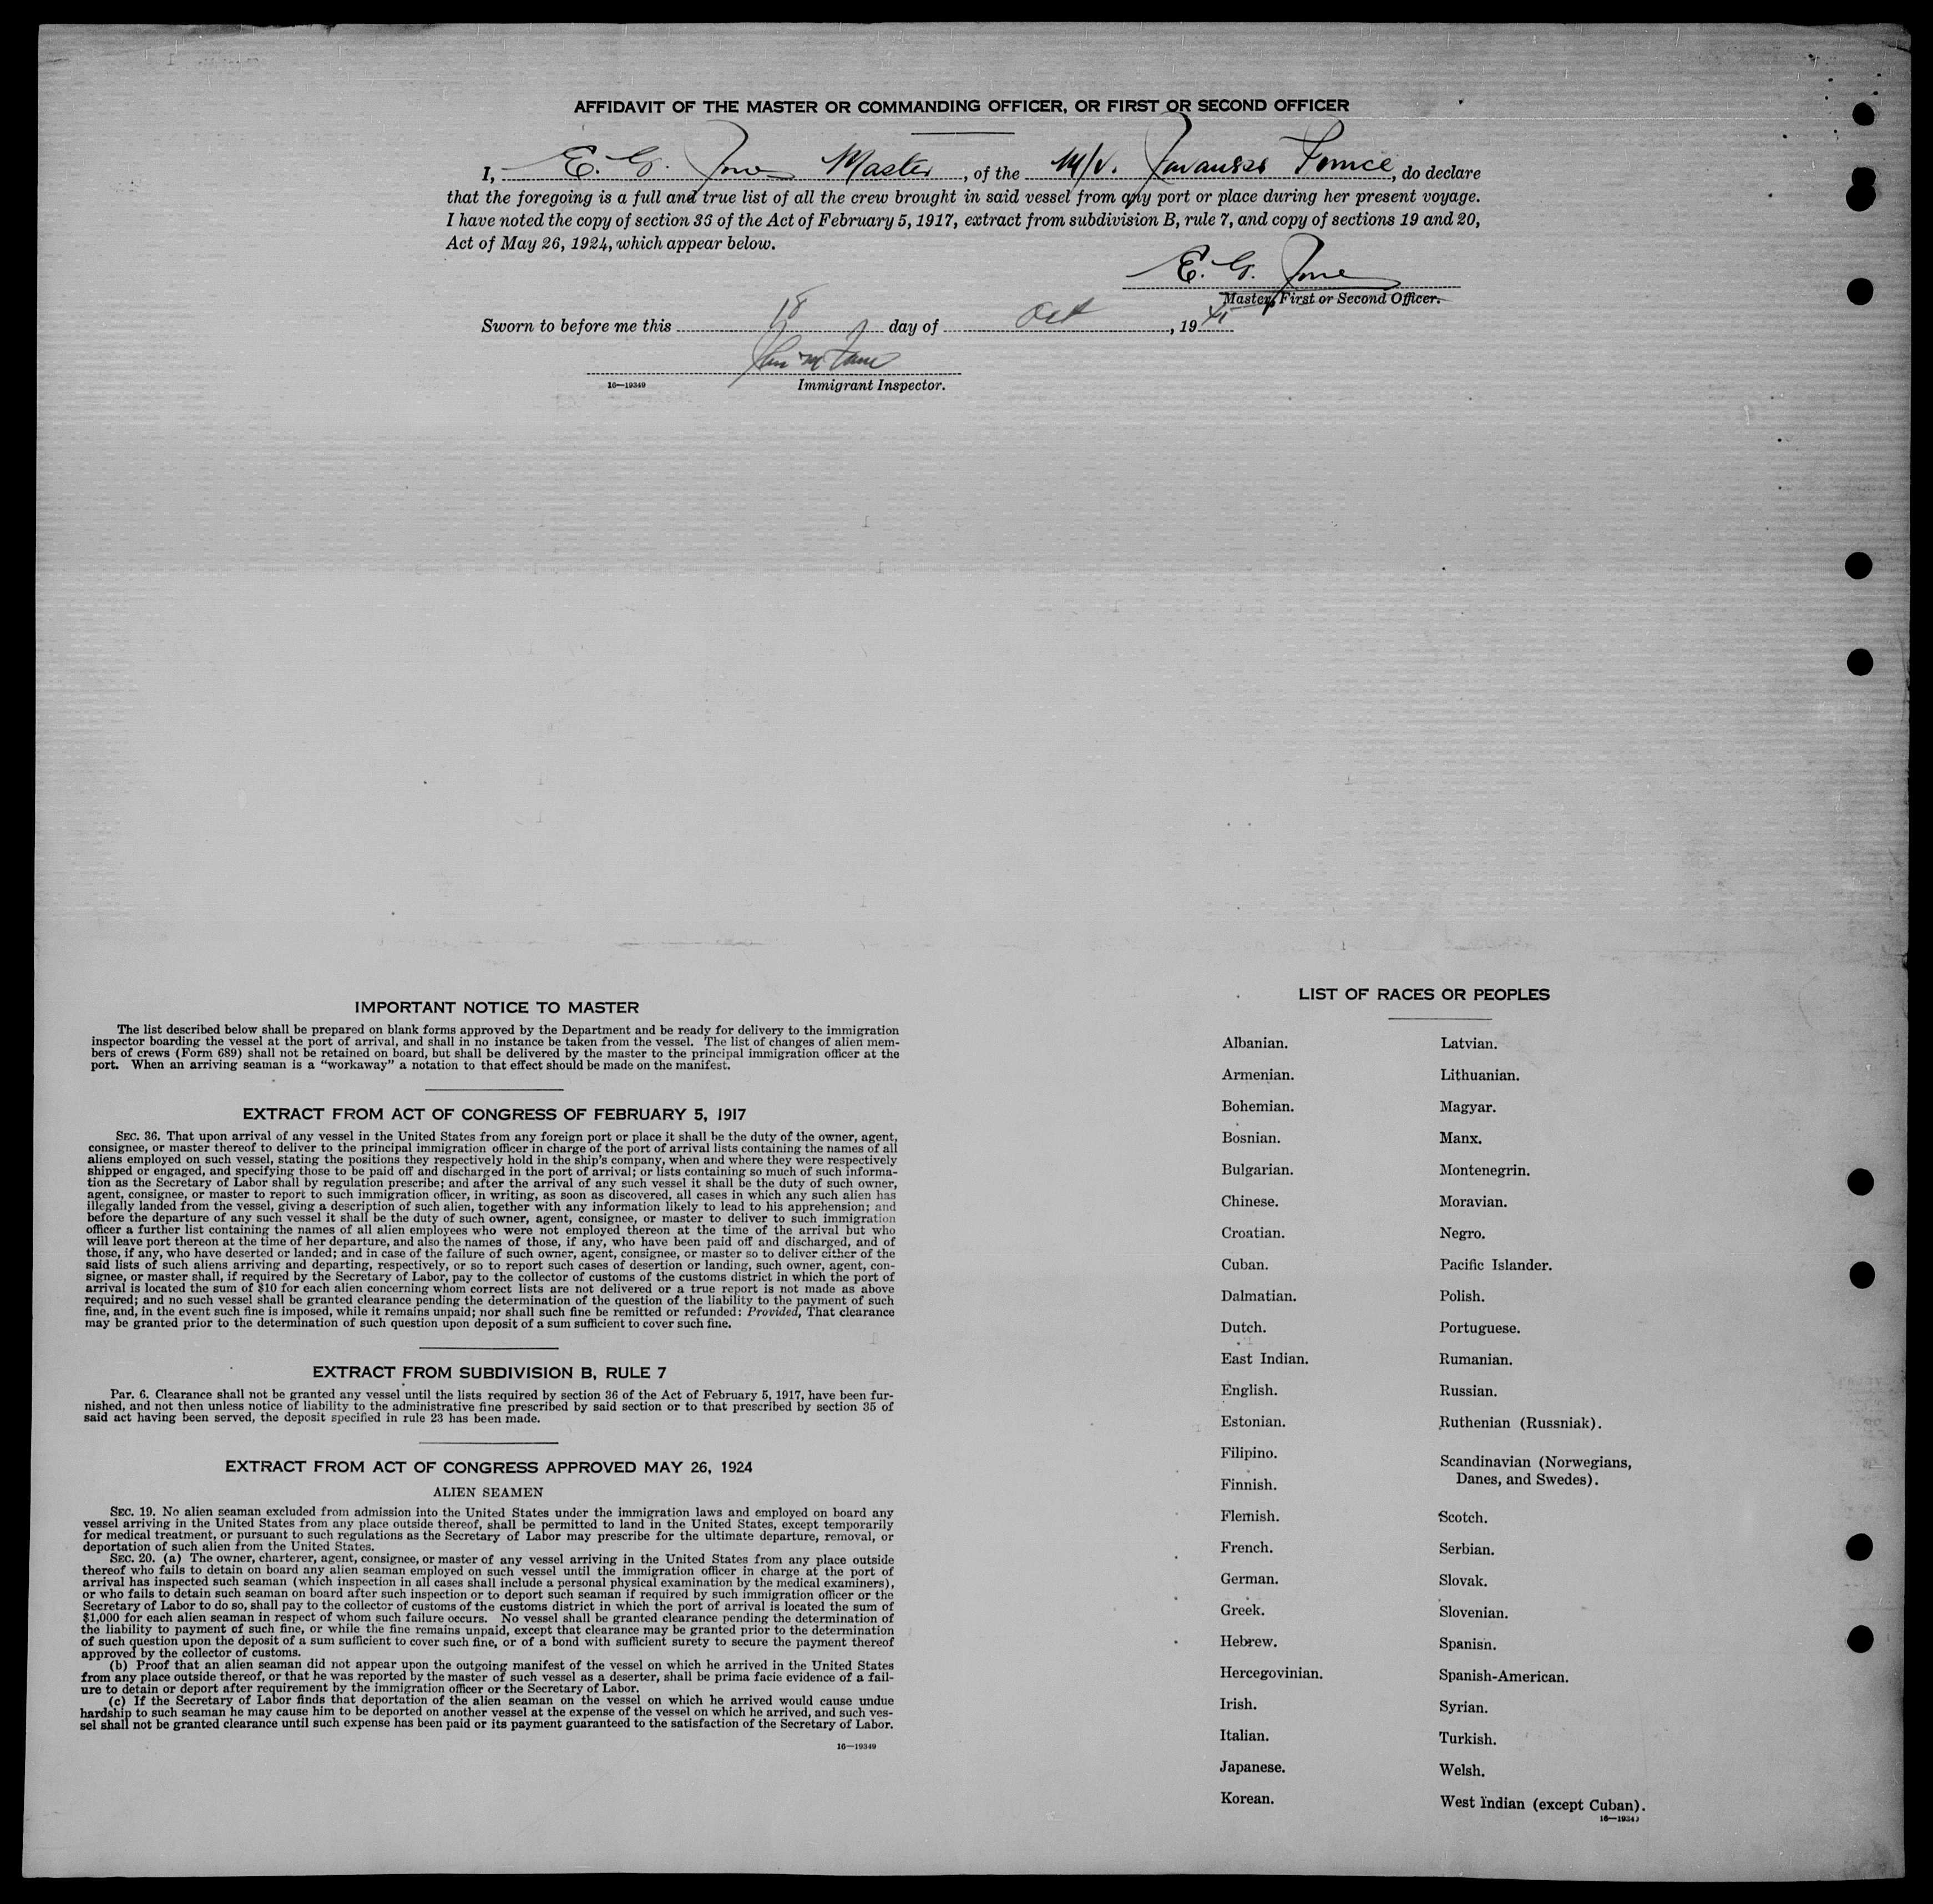 AFFIDAVIT OF THE MASTER OR COMMANDING OFFICER, OR FIRST OR SECOND OFFICER
I, E. G. Jones Master, of the M/V. Javanese Prince, do declare
that the foregoing is a full and true list of all the crew brought in said vessel from any port or place during her present voyage.
I have noted the copy of section 36 of the Act of February 5, 1917, extract from subdivision B, rule 7, and copy of sections 19 and 20,
Act of May 26, 1924, which appear below.
E. G. Jones
Master, First or Second Officer.
Sworn to before me this 18 day of Oct, 19
16—19349 Immigrant Inspector.
IMPORTANT NOTICE TO MASTER
The list described below shall be prepared on blank forms approved by the Department and be ready for delivery to the immigration
inspector boarding the vessel at the port of arrival, and shall in no instance be taken from the vessel. The list of changes of alien mem-
bers of crews (Form 689) shall not be retained on board, but shall be delivered by the master to the principal immigration officer at the
port. When an arriving seaman is a "workaway" a notation to that effect should be made on the manifest.
EXTRACT FROM ACT OF CONGRESS OF FEBRUARY 5, 1917
SEC. 36. That upon arrival of any vessel in the United States from any foreign port or place it shall be the duty of the owner, agent,
consignee, or master thereof to deliver to the principal immigration officer in charge of the port of arrival lists containing the names of all
aliens employed on such vessel, stating the positions they respectively hold in the ship's company, when and where they were respectively
shipped or engaged, and specifying those to be paid off and discharged in the port of arrival; or lists containing so much of such informa-
tion as the Secretary of Labor shall by regulation prescribe; and after the arrival of any such vessel it shall be the duty of such owner,
agent, consignee, or master to report to such immigration officer, in writing, as soon as discovered, all cases in which any such alien has
illegally landed from the vessel, giving a description of such alien, together with any information likely to lead to his apprehension; and
before the departure of any such vessel it shall be the duty of such owner, agent, consignee, or master to deliver to such immigration
officer a further list containing the names of all alien employees who were not employed thereon at the time of the arrival but who
will leave port thereon at the time of her departure, and also the names of those, if any, who have been paid off and discharged, and of
those, if any, who have deserted or landed; and in case of the failure of such owner, agent, consignee, or master so to deliver either of the
said lists of such aliens arriving and departing, respectively, or so to report such cases of desertion or landing, such owner, agent, con-
signee, or master shall, if required by the Secretary of Labor, pay to the collector of customs of the customs district in which the port of
arrival is located the sum of $10 for each alien concerning whom correct lists are not delivered or a true report is not made as above
required; and no such vessel shall be granted clearance pending the determination of the question of the liability to the payment of such
fine, and, in the event such fine is imposed, while it remains unpaid; nor shall such fine be remitted or refunded: Provided, That clearance
may be granted prior to the determination of such question upon deposit of a sum sufficient to cover such fine.
EXTRACT FROM SUBDIVISION B, RULE 7
Par. 6. Clearance shall not be granted any vessel until the lists required by section 36 of the Act of February 5, 1917, have been fur-
nished, and not then unless notice of liability to the administrative fine prescribed by said section or to that prescribed by section 35 of
said act having been served, the deposit specified in rule 23 has been made.
EXTRACT FROM ACT OF CONGRESS APPROVED MAY 26, 1924
ALIEN SEAMEN
SEC. 19. No alien seaman excluded from admission into the United States under the immigration laws and employed on board any
vessel arriving in the United States from any place outside thereof, shall be permitted to land in the United States, except temporarily
for medical treatment, or pursuant to such regulations as the Secretary of Labor may prescribe for the ultimate departure, removal, or
deportation of such alien from the United States.
SEC. 20. (a) The owner, charterer, agent, consignee, or master of any vessel arriving in the United States from any place outside
thereof who fails to detain on board any alien seaman employed on such vessel until the immigration officer in charge at the port of
arrival has inspected such seaman (which inspection in all cases shall include a personal physical examination by the medical examiners),
or who fails to detain such seaman on board after such inspection or to deport such seaman if required by such immigration officer or the
Secretary of Labor to do so, shall pay to the collector of customs of the customs district in which the port of arrival is located the sum of
$1,000 for each alien seaman in respect of whom such failure occurs. No vessel shall be granted clearance pending the determination of
the liability to payment of such fine, or while the fine remains unpaid, except that clearance may be granted prior to the determination
of such question upon the deposit of a sum sufficient to cover such fine, or of a bond with sufficient surety to secure the payment thereof
approved by the collector of customs.
(b) Proof that an alien seaman did not appear upon the outgoing manifest of the vessel on which he arrived in the United States
from any place outside thereof, or that he was reported by the master of such vessel as a deserter, shall be prima facie evidence of a fail-
ure to detain or deport after requirement by the immigration officer or the Secretary of Labor.
(c) If the Secretary of Labor finds that deportation of the alien seaman on the vessel on which he arrived would cause undue
hardship to such seaman he may cause him to be deported on another vessel at the expense of the vessel on which he arrived, and such ves-
sel shall not be granted clearance until such expense has been paid or its payment guaranteed to the satisfaction of the Secretary of Labor.
16—19349
LIST OF RACES OR PEOPLES
Albanian.
Armenian.
Bohemian.
Bosnian.
Bulgarian.
Chinese.
Croatian.
Cuban.
Dalmatian.
Dutch.
East Indian.
English.
Estonian.
Filipino.
Finnish.
Flemish.
French.
German.
Greek.
Hebrew.
Hercegovinian.
Irish.
Italian.
Japanese.
Korean.
Latvian.
Lithuanian.
Magyar.
Manx.
Montenegrin.
Moravian.
Negro.
Pacific Islander.
Polish.
Portuguese.
Rumanian.
Russian.
Ruthenian (Russniak).
Scandinavian (Norwegians,
Danes, and Swedes).
Scotch.
Serbian.
Slovak.
Slovenian.
Spanish.
Spanish-American.
Syrian.
Turkish.
Welsh.
West Indian (except Cuban).
16—19349